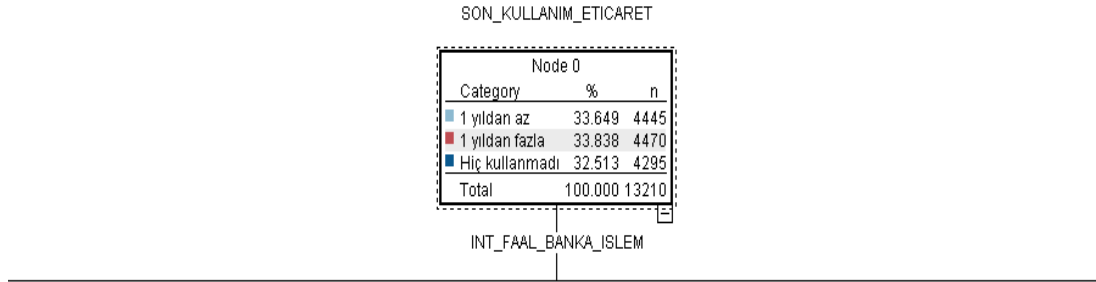 SON_KULLANIM_ETICARET
Node 0
Category % n
1 yıldan az 33.649 4445
1 yıldan fazla 33.838 4470
Hiç kullanmadı 32.513 4295
Total 100.000 13210
INT_FAAL_BANKA_ISLEM